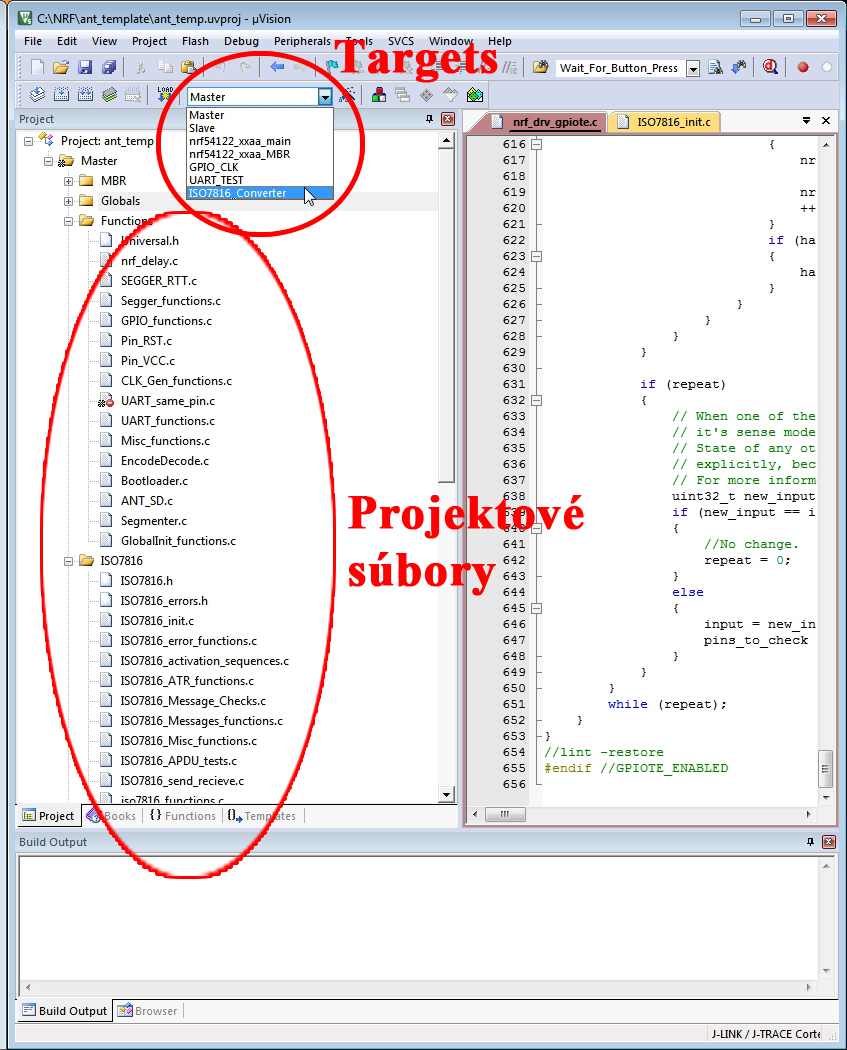 C:\NRF\ant_template\ant_temp.uvproj - µVision
File Edit View Project Flash Debug Peripherals Tools SVCS Window Help
Targets
Wait_For_Button_Press
LOAD
Master
Project
Master
Slave
nrf54122_xxaa_main
nrf54122_xxaa_MBR
GPIO_CLK
UART_TEST
ISO7816_Converter
nrf_drv_gpiote.c
ISO7816_init.c
Project: ant_temp
Master
MBR
Globals
Functions
Universal.h
nrf_delay.c
SEGGER_RTT.c
Segger_functions.c
GPIO_functions.c
Pin_RST.c
Pin_VCC.c
CLK_Gen_functions.c
UART_same_pin.c
UART_functions.c
Misc_functions.c
EncodeDecode.c
Bootloader.c
ANT_SD.c
Segmenter.c
GlobalInit_functions.c
ISO7816
ISO7816.h
ISO7816_errors.h
ISO7816_init.c
ISO7816_error_functions.c
ISO7816_activation_sequences.c
ISO7816_ATR_functions.c
ISO7816_Message_Checks.c
ISO7816_Messages_functions.c
ISO7816_Misc_functions.c
ISO7816_APDU_tests.c
ISO7816_send_recieve.c
iso7816_functions.c
Projektové
súbory
616 {
617 nr
618
619 nr
620 ++
621 }
622 if (ha
623 {
624 ha
625 }
626 }
627 }
628 }
629 }
630
631 if (repeat)
632 {
633 // When one of the
634 // it's sense mode
635 // State of any ot
636 // explicitly, bec
637 // For more inform
638 uint32_t new_input
639 if (new_input == i
640 {
641 //No change.
642 repeat = 0;
643 }
644 else
645 {
646 input = new_in
647 pins_to_check
648 }
649 }
650 }
651 while (repeat);
652 }
653 }
654 //lint -restore
655 #endif //GPIOTE_ENABLED
656
Project Books {} Functions Templates
Build Output
Build Output Browser
J-LINK / J-TRACE Corte